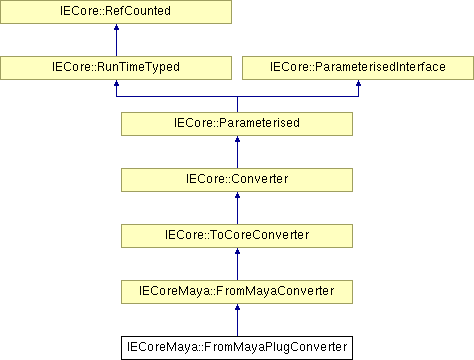 IECore::RefCounted
IECore::RunTimeTyped
IECore::ParameterisedInterface
IECore::Parameterised
IECore::Converter
IECore::ToCoreConverter
IECoreMaya::FromMayaConverter
IECoreMaya::FromMayaPlugConverter